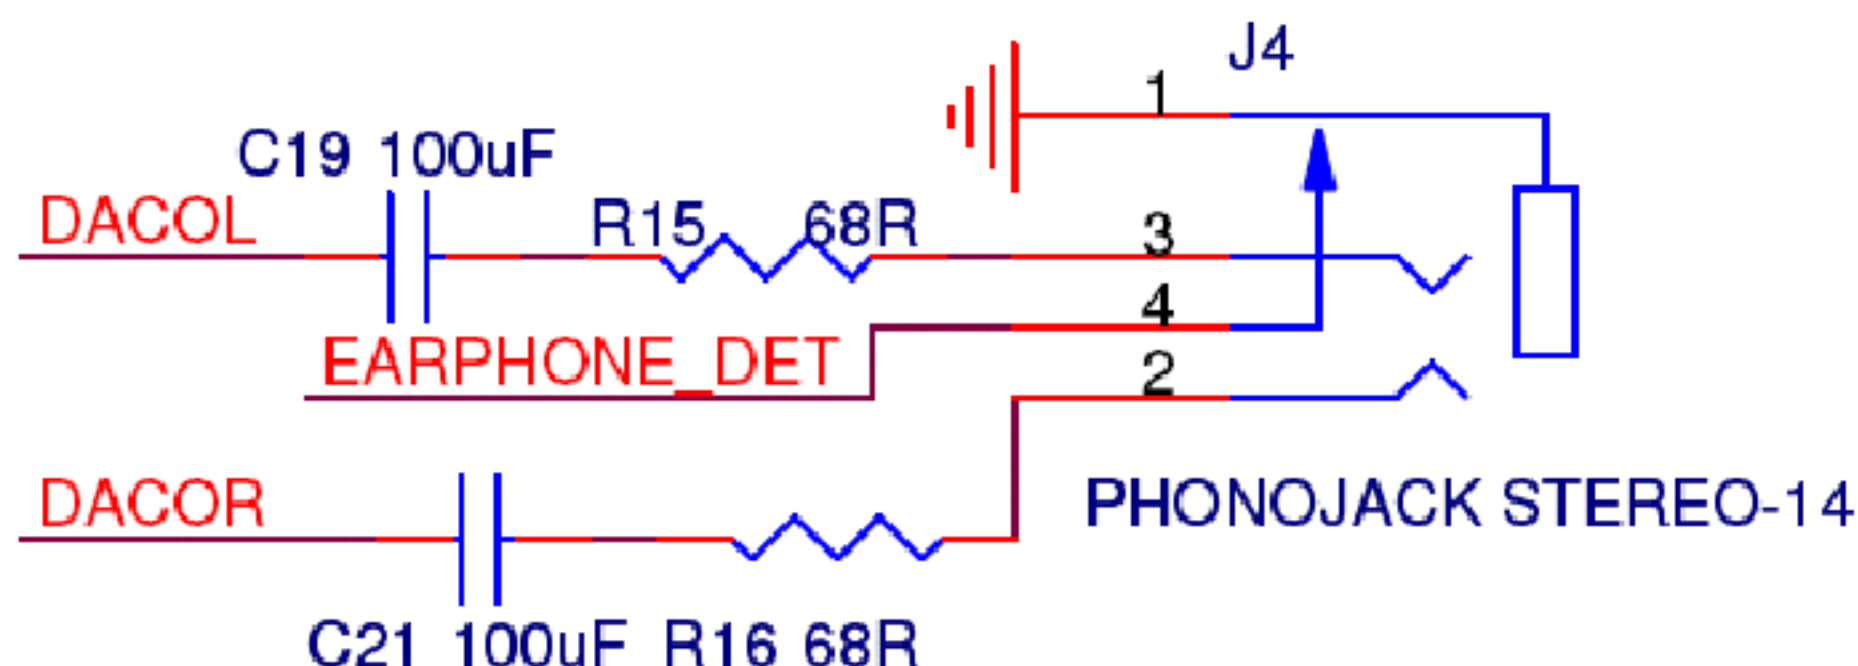 J4
1
C19 100uF
DACOL
R15 68R
3
4
EARPHONE_DET
2
DACOR
PHONOJACK STEREO-14
C21 100uF R16 68R